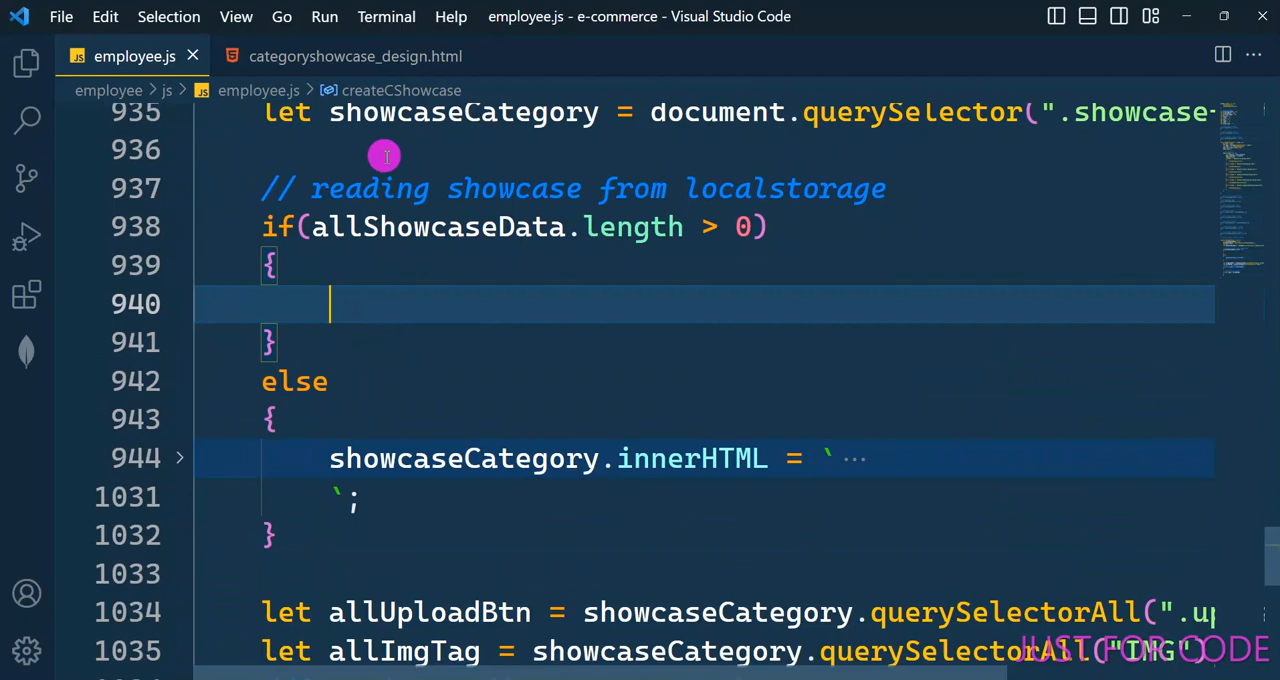 File Edit Selection View Go Run Terminal Help employee.js - e-commerce - Visual Studio Code
JS employee.js categoryshowcase_design.html
employee > js > JS employee.js > createCShowcase
935 let showcaseCategory = document.querySelector(".showcase-
936
937 // reading showcase from localstorage
938 if(allShowcaseData.length > 0)
939 {
940
941 }
942 else
943 {
944 showcaseCategory.innerHTML = ` ...
1031 `;
1032 }
1033
1034 let allUploadBtn = showcaseCategory.querySelectorAll(".up
1035 let allImgTag = showcaseCategory.querySelectorAll("IMG")
JUST FOR CODE